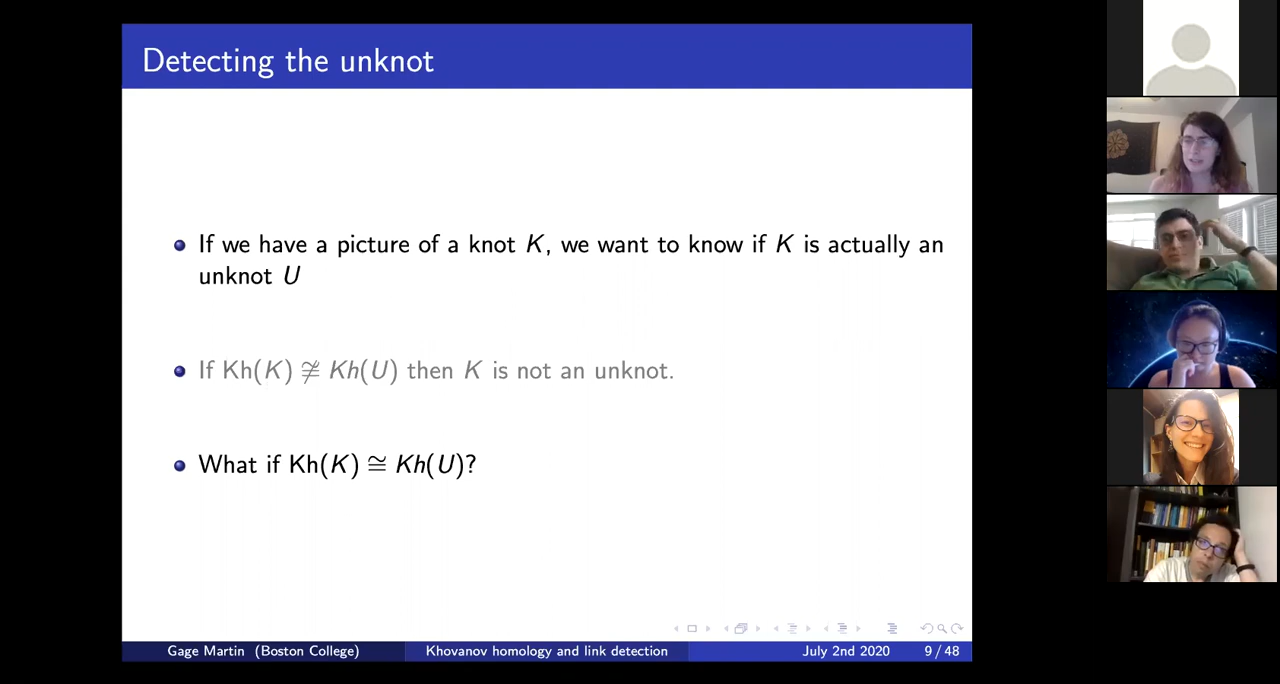 Detecting the unknot
If we have a picture of a knot K, we want to know if K is actually an
unknot U
If Kh(K) ≇ Kh(U) then K is not an unknot.
What if Kh(K) ≅ Kh(U)?
Gage Martin (Boston College) Khovanov homology and link detection July 2nd 2020 9 / 48